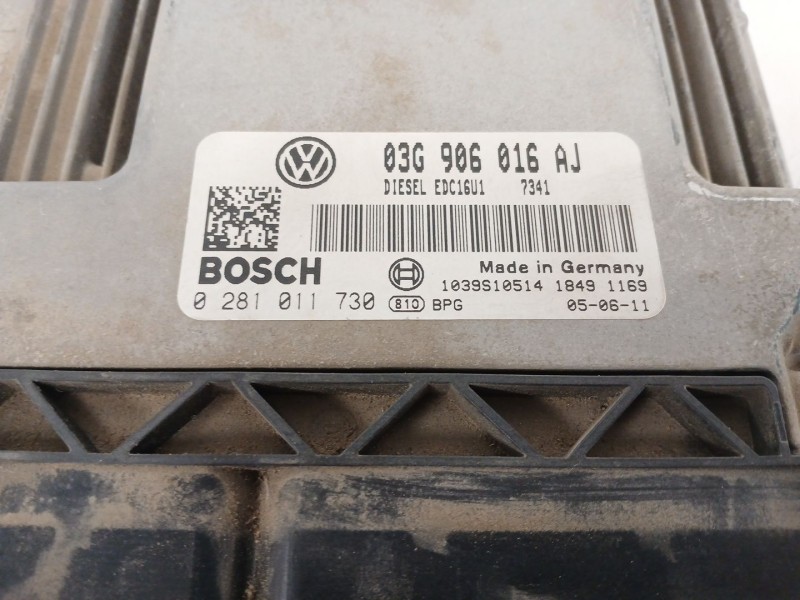 03G 906 016 AJ
DIESEL EDC16U1 7341
BOSCH
Made in Germany
1039S10514 1849 1169
0 281 011 730 810 BPG 05-06-11